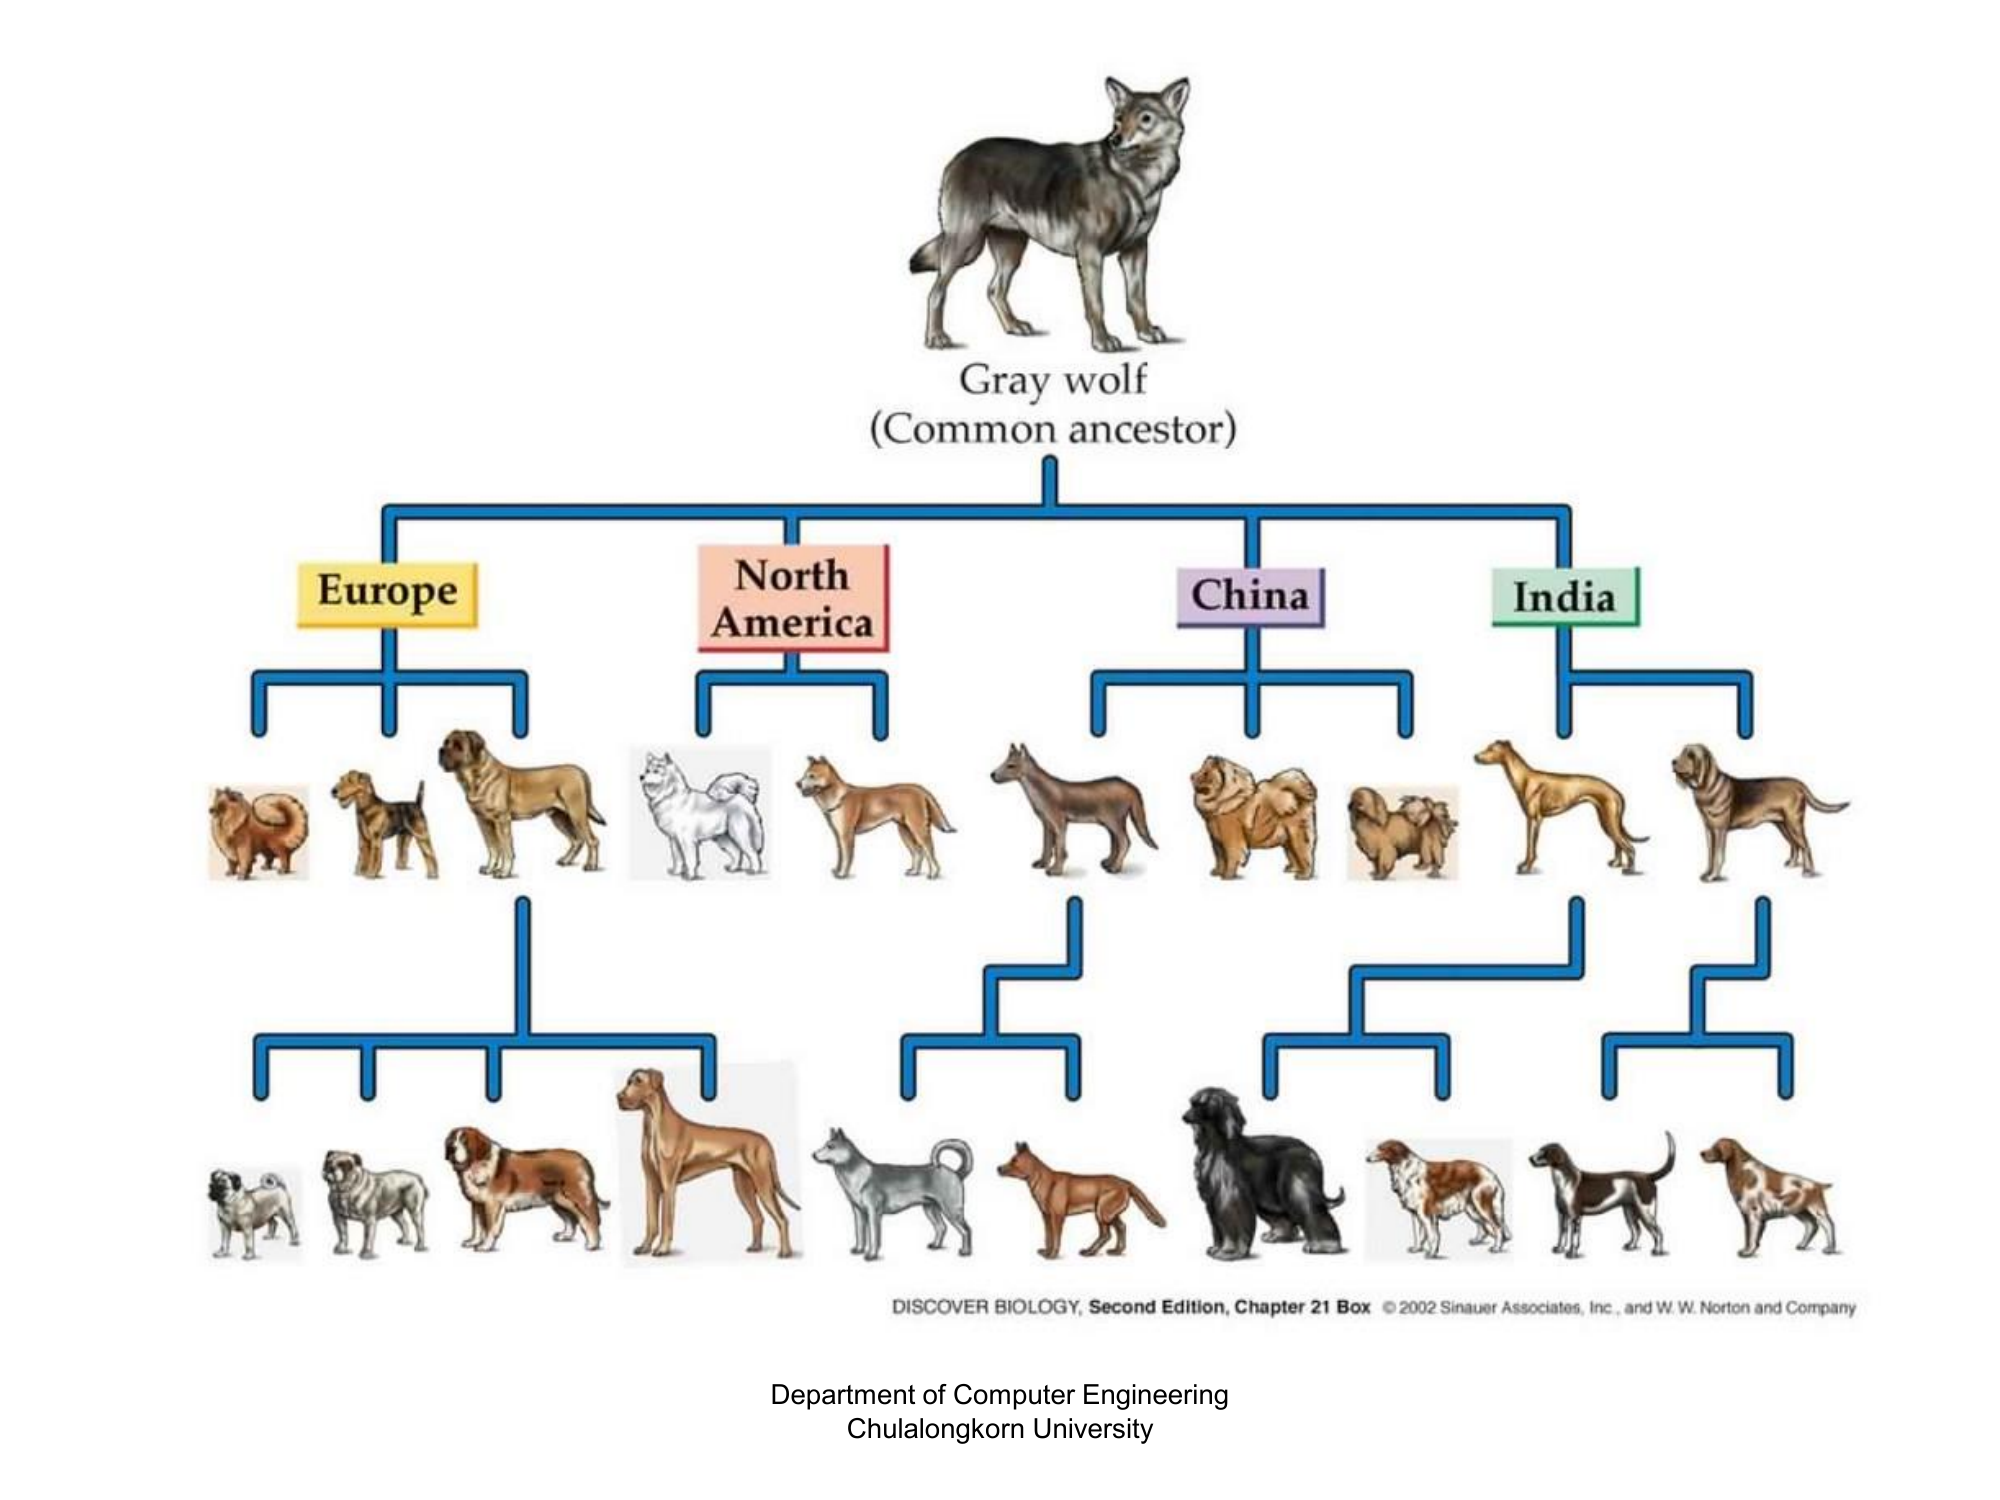 Gray wolf
(Common ancestor)
Europe
North
America
China
India
DISCOVER BIOLOGY, Second Edition, Chapter 21 Box © 2002 Sinauer Associates, Inc., and W. W. Norton and Company
Department of Computer Engineering
Chulalongkorn University